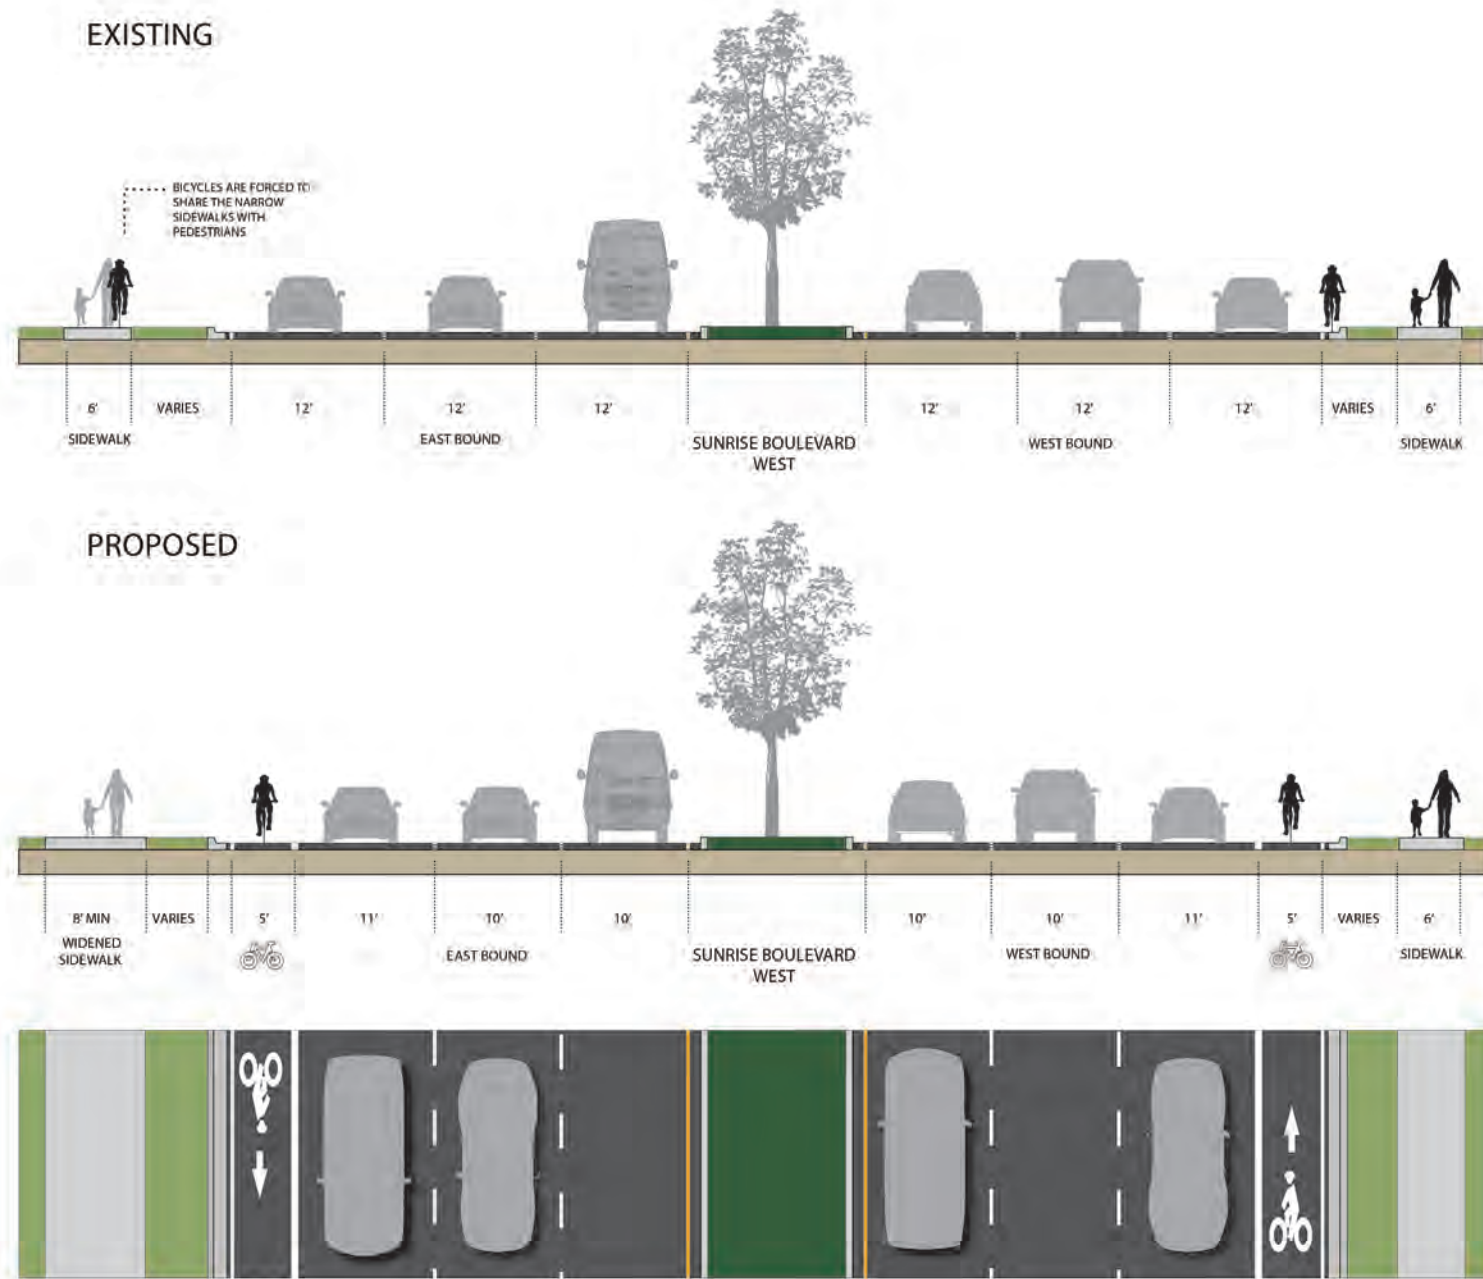 EXISTING
BICYCLES ARE FORCED TO
SHARE THE NARROW
SIDEWALKS WITH
PEDESTRIANS
6' VARIES 12' 12' 12' 12' 12' 12' VARIES 6'
SIDEWALK EAST BOUND SUNRISE BOULEVARD WEST BOUND SIDEWALK
WEST
PROPOSED
8' MIN VARIES 5' 11' 10' 10' 10' 10' 11' 5' VARIES 6'
WIDENED
SIDEWALK EAST BOUND SUNRISE BOULEVARD WEST BOUND SIDEWALK
WEST